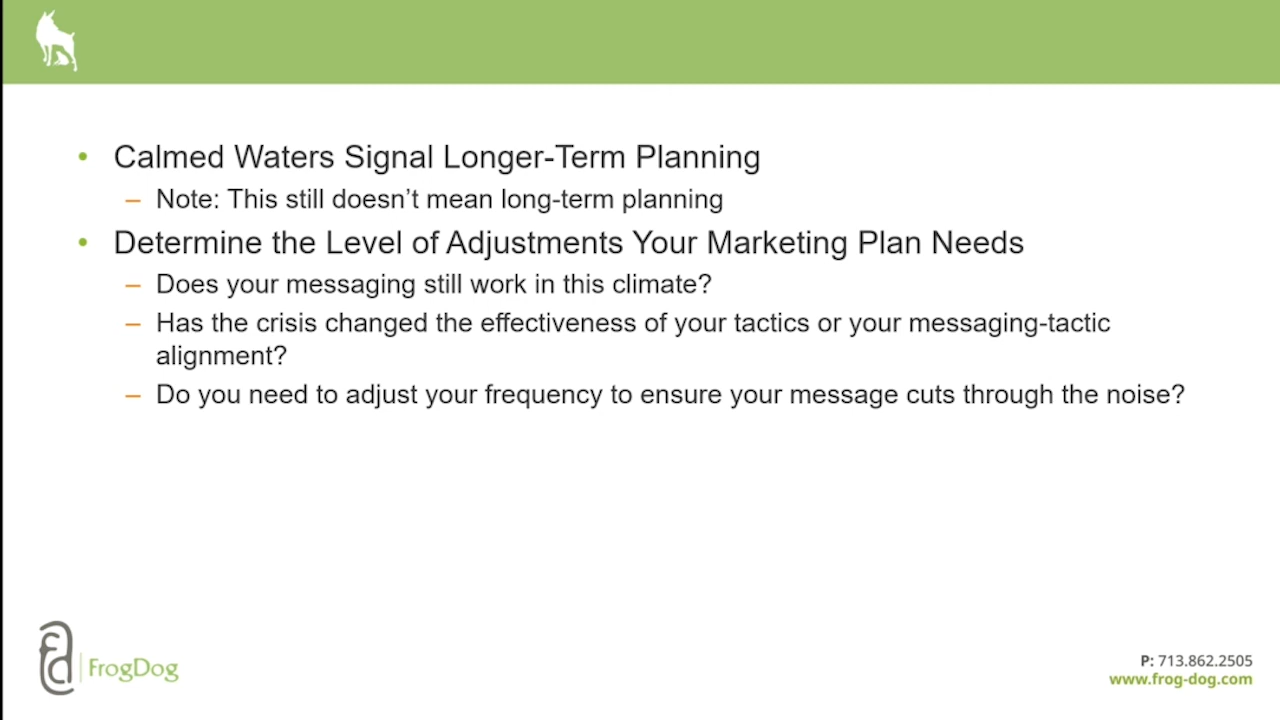 • Calmed Waters Signal Longer-Term Planning
– Note: This still doesn’t mean long-term planning
• Determine the Level of Adjustments Your Marketing Plan Needs
– Does your messaging still work in this climate?
– Has the crisis changed the effectiveness of your tactics or your messaging-tactic
alignment?
– Do you need to adjust your frequency to ensure your message cuts through the noise?
fd FrogDog
P: 713.862.2505
www.frog-dog.com